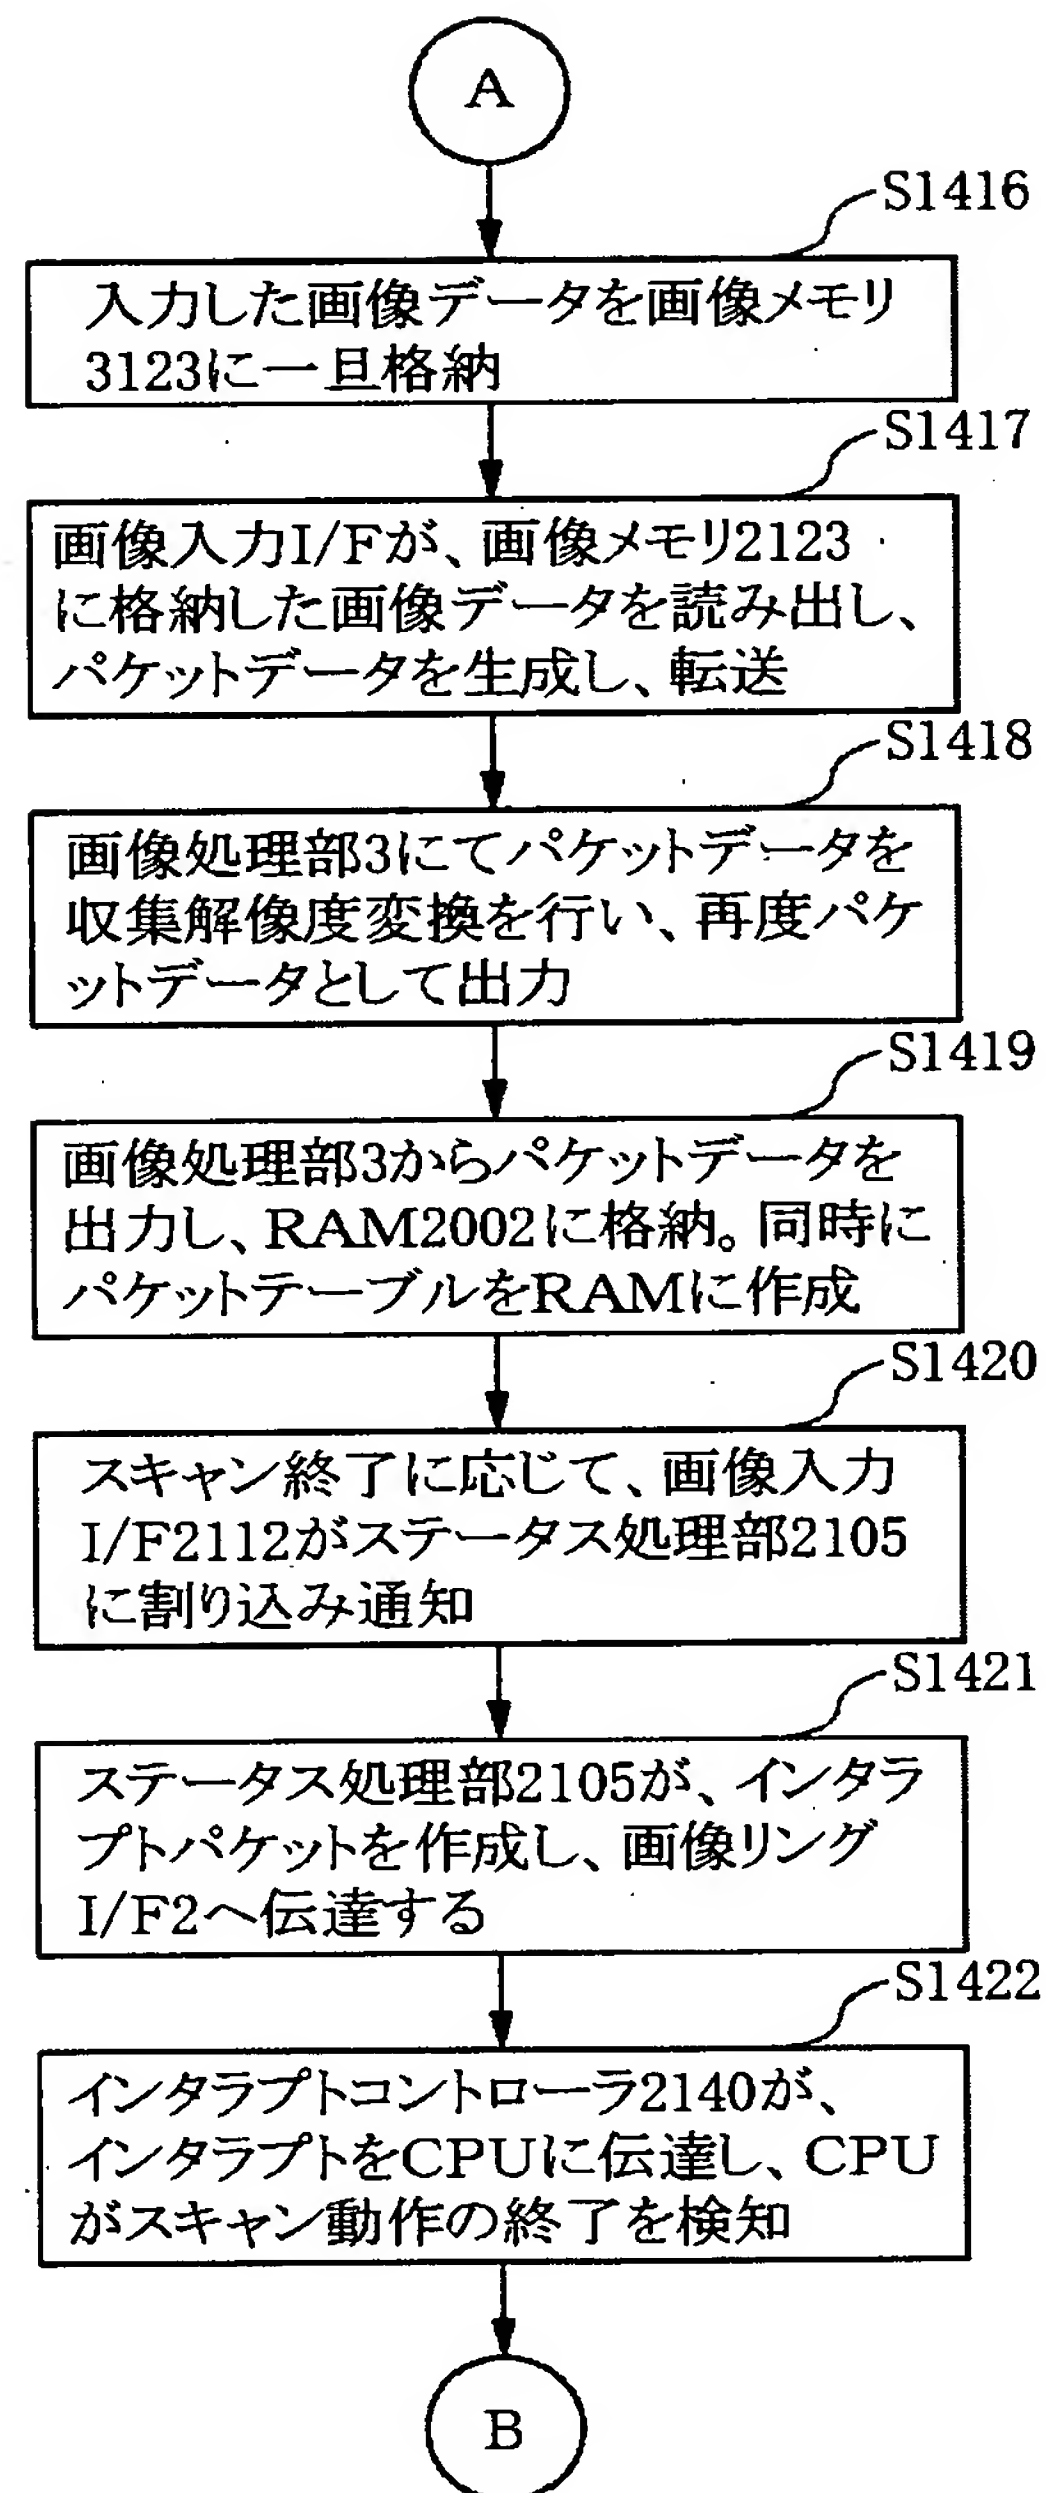 A
S1416
入力した画像データを画像メモリ
3123に一旦格納
S1417
画像入力I/Fが、画像メモリ2123
に格納した画像データを読み出し、
パケットデータを生成し、転送
S1418
画像処理部3にてパケットデータを
収集解像度変換を行い、再度パケ
ットデータとして出力
S1419
画像処理部3からパケットデータを
出力し、RAM2002に格納。同時に
パケットテーブルをRAMに作成
S1420
スキャン終了に応じて、画像入力
I/F2112がステータス処理部2105
に割り込み通知
S1421
ステータス処理部2105が、インタラ
プトパケットを作成し、画像リング
I/F2へ伝達する
S1422
インタラプトコントローラ2140が、
インタラプトをCPUに伝達し、CPU
がスキャン動作の終了を検知
B